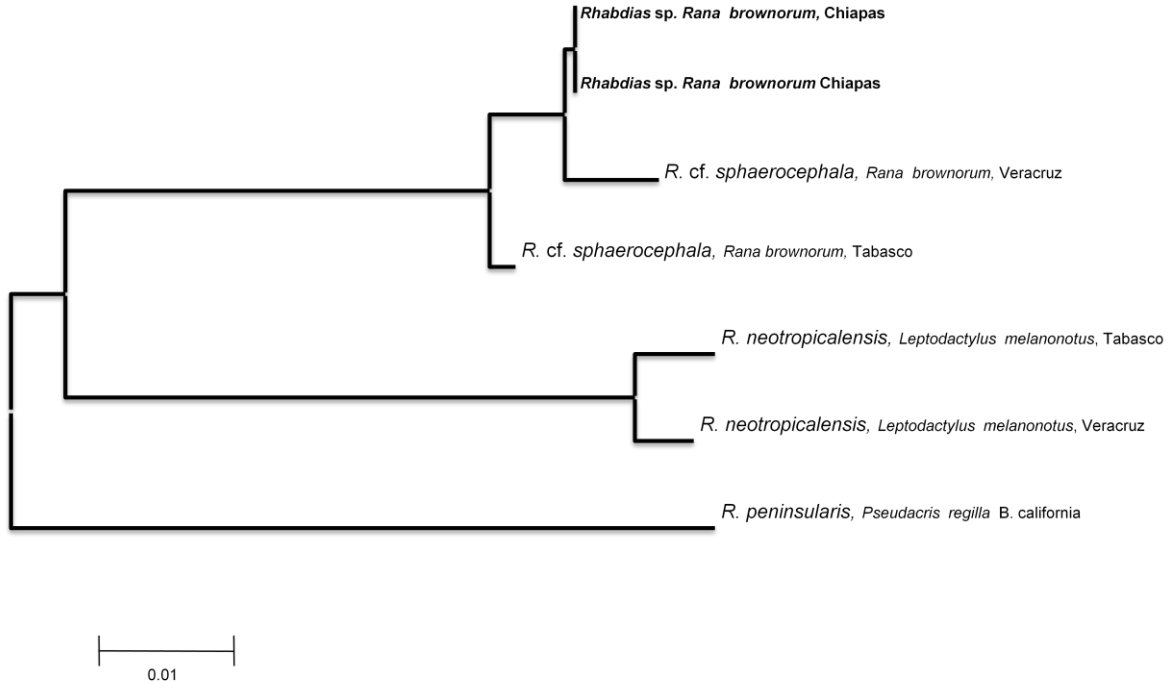 Rhabdias sp. Rana brownorum, Chiapas
Rhabdias sp. Rana brownorum Chiapas
R. cf. sphaerocephala, Rana brownorum, Veracruz
R. cf. sphaerocephala, Rana brownorum, Tabasco
R. neotropicalensis, Leptodactylus melanonotus, Tabasco
R. neotropicalensis, Leptodactylus melanonotus, Veracruz
R. peninsularis, Pseudacris regilla B. california
0.01